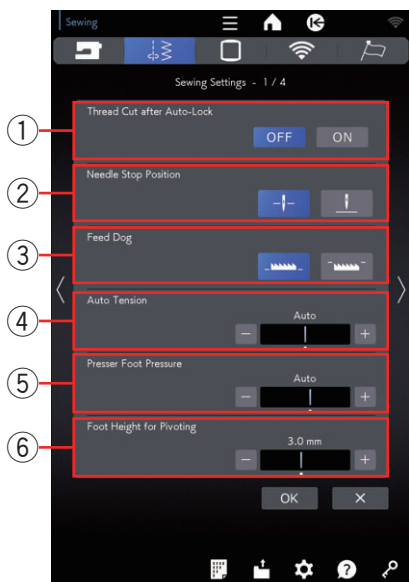 Sewing
Sewing Settings - 1 / 4
1
Thread Cut after Auto-Lock
OFF ON
2
Needle Stop Position
3
Feed Dog
4
Auto Tension
Auto
− +
5
Presser Foot Pressure
Auto
− +
6
Foot Height for Pivoting
3.0 mm
− +
OK X